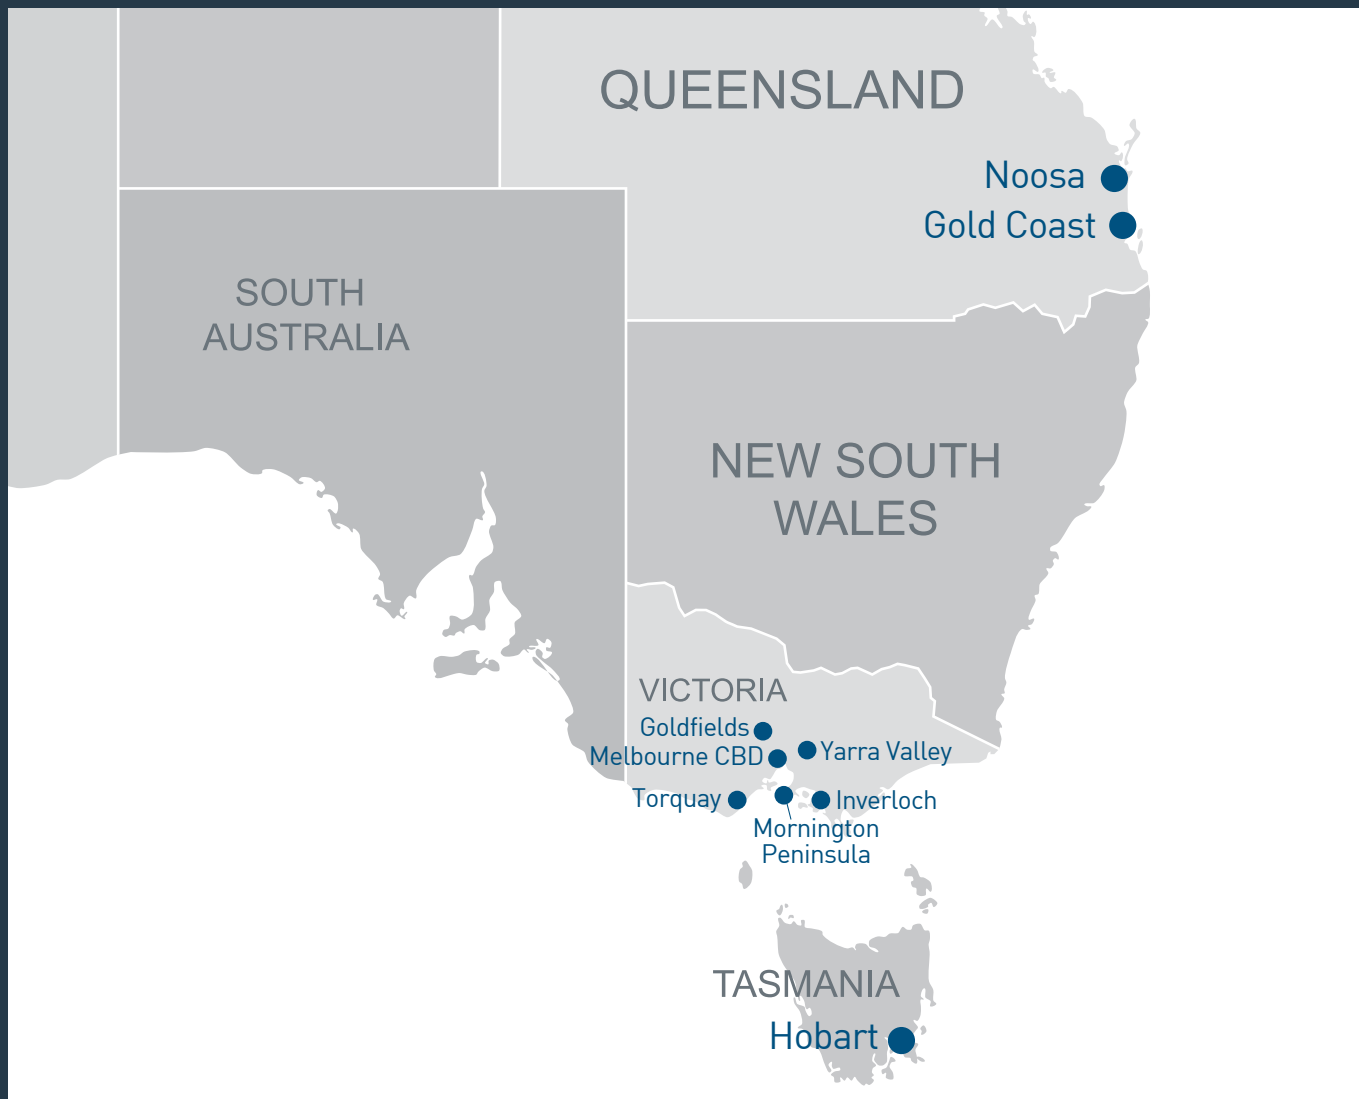 QUEENSLAND
Noosa
Gold Coast
SOUTH
AUSTRALIA
NEW SOUTH
WALES
VICTORIA
Goldfields
Melbourne CBD
Yarra Valley
Torquay
Inverloch
Mornington
Peninsula
TASMANIA
Hobart